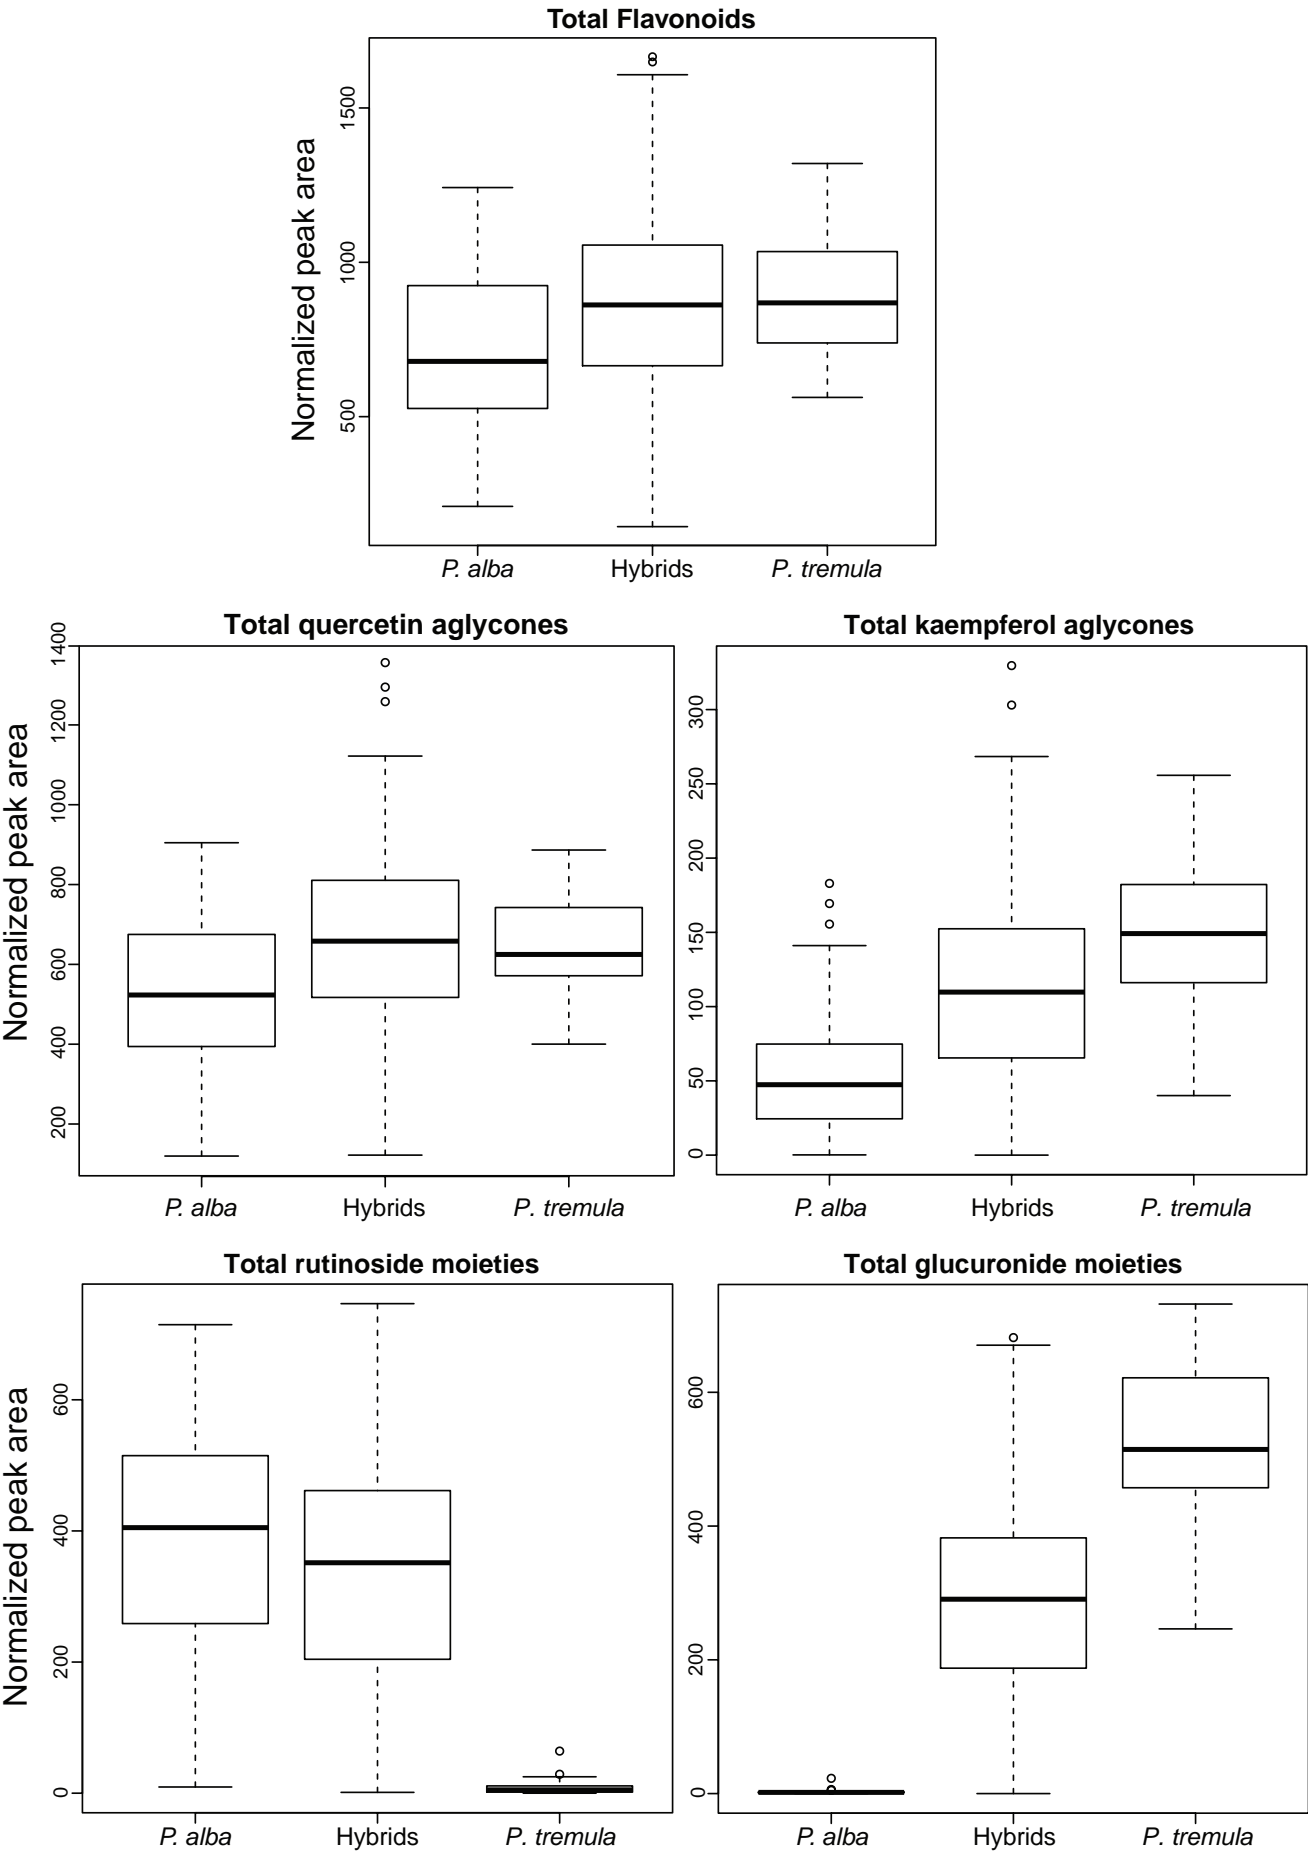 Total Flavonoids
Normalized peak area
1500
1000
500
P. alba Hybrids P. tremula
Total quercetin aglycones
Normalized peak area
1400
1200
1000
800
600
400
200
P. alba Hybrids P. tremula
Total kaempferol aglycones
300
250
200
150
100
50
0
P. alba Hybrids P. tremula
Total rutinoside moieties
Normalized peak area
600
400
200
0
P. alba Hybrids P. tremula
Total glucuronide moieties
600
400
200
0
P. alba Hybrids P. tremula